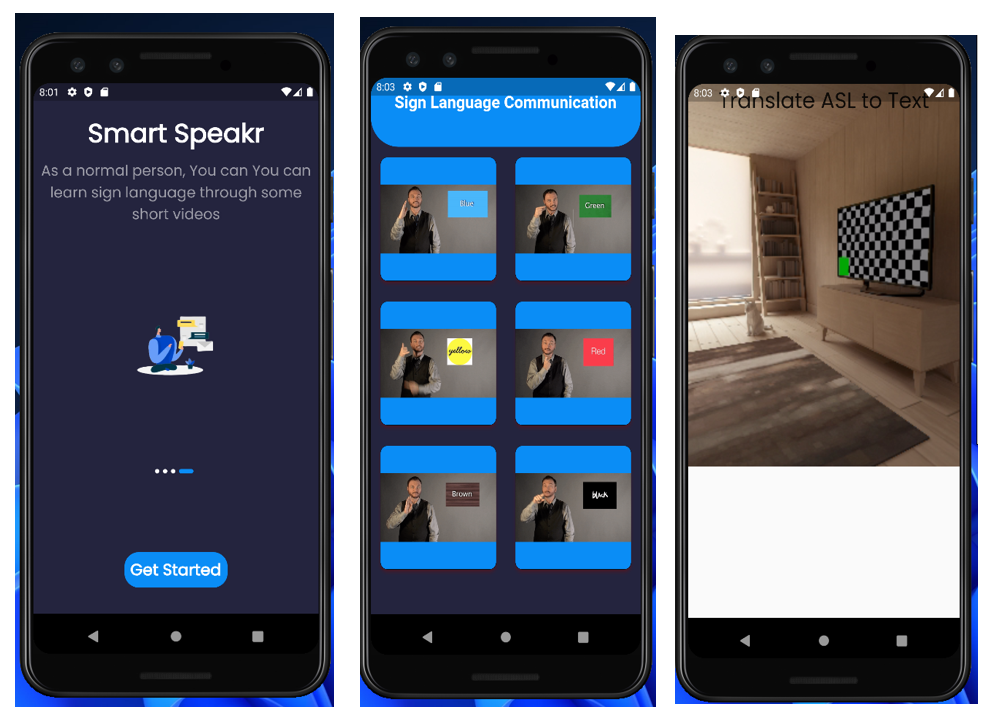 8:01
Smart Speakr
As a normal person, You can You can
learn sign language through some
short videos
Get Started
8:03
Sign Language Communication
Blue
Green
yellow
Red
Brown
black
8:03
Translate ASL to Text